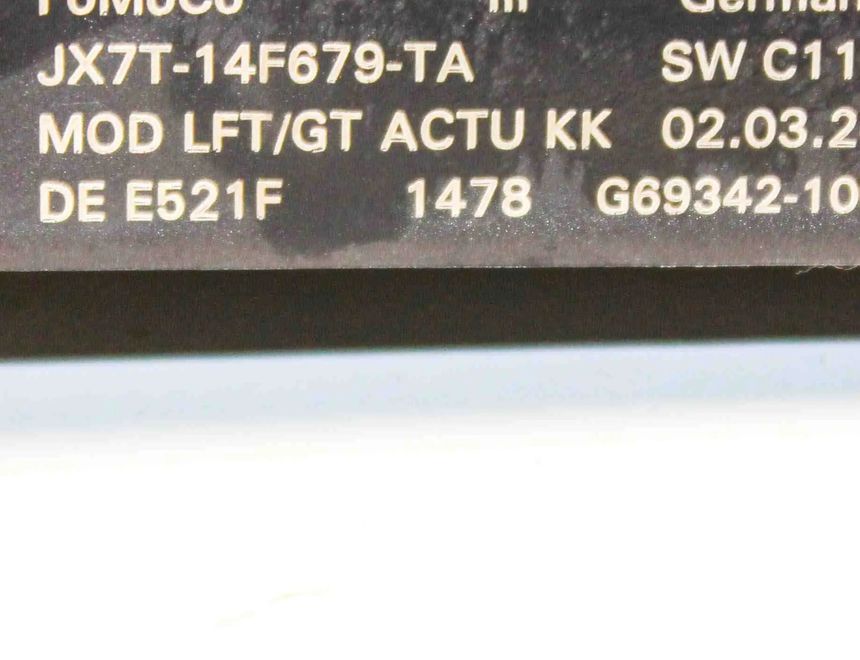 JX7T-14F679-TA SW C11
MOD LFT/GT ACTU KK 02.03.2
DE E521F 1478 G69342-10